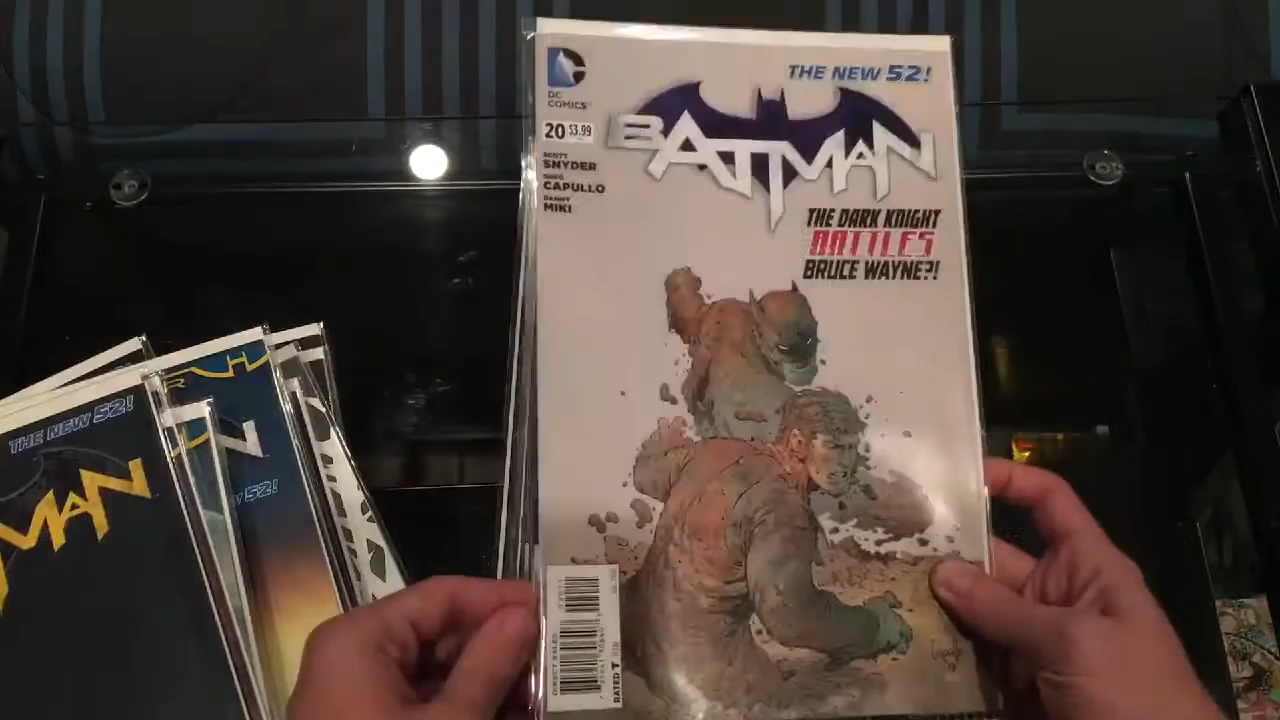 THE NEW 52!
DC COMICS™
BATMAN
20 $3.99
SCOTT
SNYDER
GREG
CAPULLO
DANNY
MIKI
THE DARK KNIGHT
BATTLES
BRUCE WAYNE?!
DIRECT SALES
RATED T
THE NEW 52!
MAN
52!